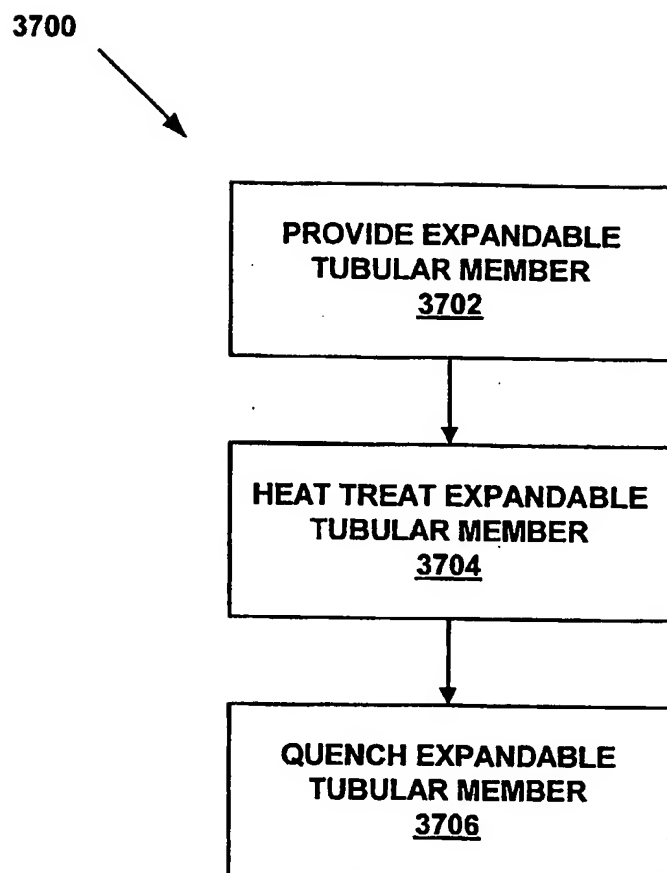 3700
PROVIDE EXPANDABLE
TUBULAR MEMBER
3702
HEAT TREAT EXPANDABLE
TUBULAR MEMBER
3704
QUENCH EXPANDABLE
TUBULAR MEMBER
3706